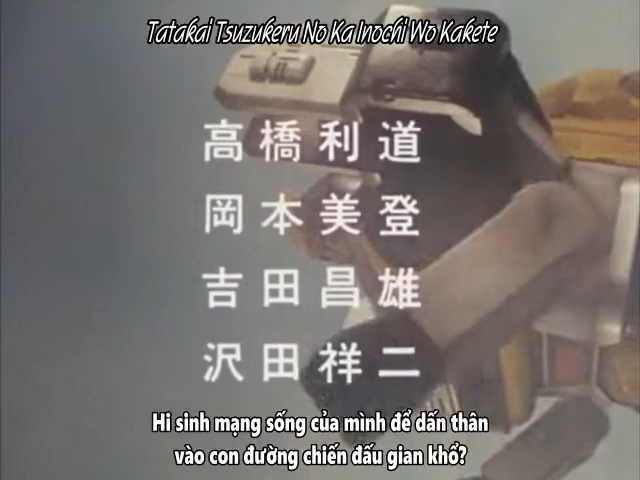 Tatakai Tsuzukeru No Ka Inochi Wo Kakete
高橋利道
岡本美登
吉田昌雄
沢田祥二
Hi sinh mạng sống của mình để dấn thân
vào con đường chiến đấu gian khổ?